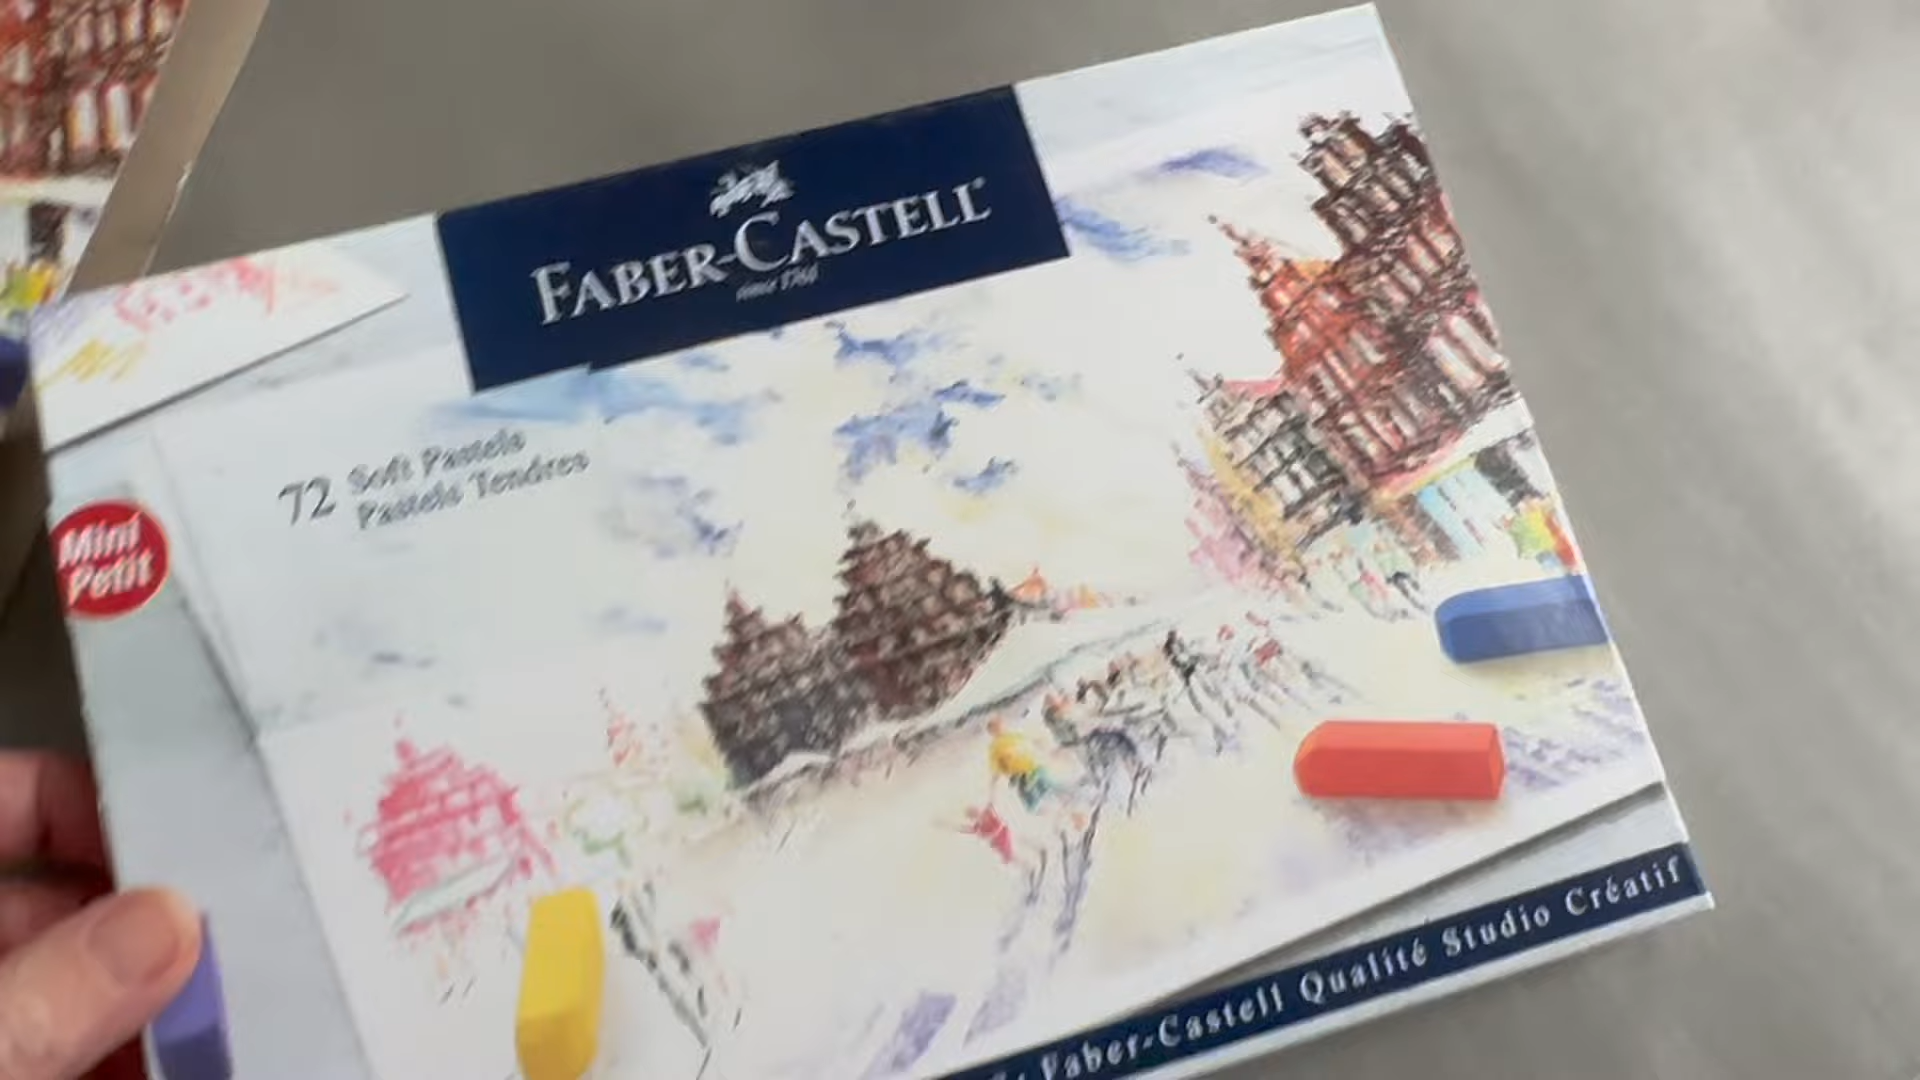 FABER-CASTELL
since 1761
72 Soft Pastels
Pastels Tendres
Mini
Petit
Faber-Castell Qualité Studio Créatif